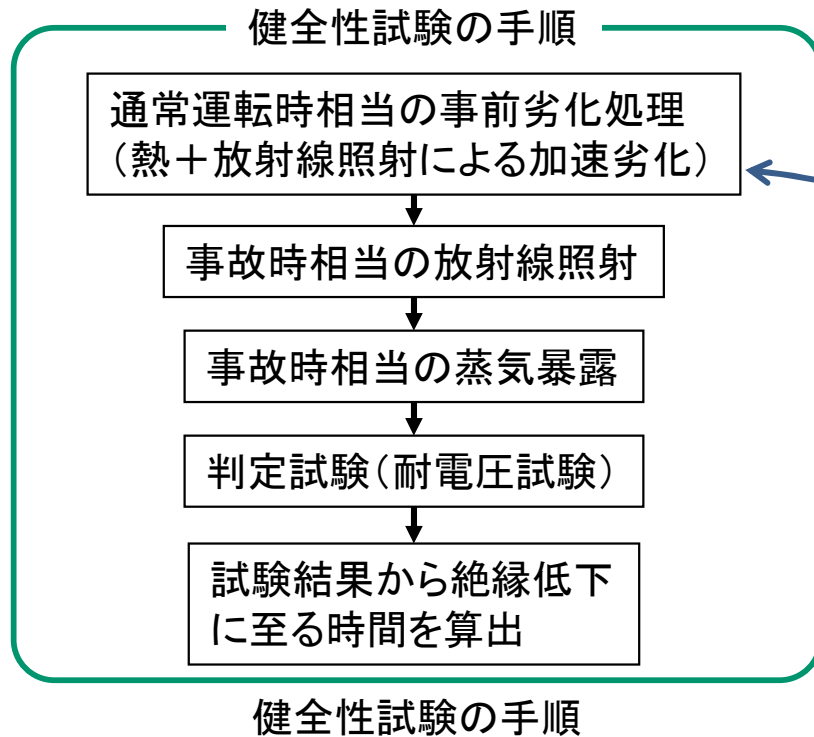 健全性試験の手順
通常運転時相当の事前劣化処理
(熱+放射線照射による加速劣化)
事故時相当の放射線照射
事故時相当の蒸気暴露
判定試験(耐電圧試験)
試験結果から絶縁低下
に至る時間を算出
健全性試験の手順